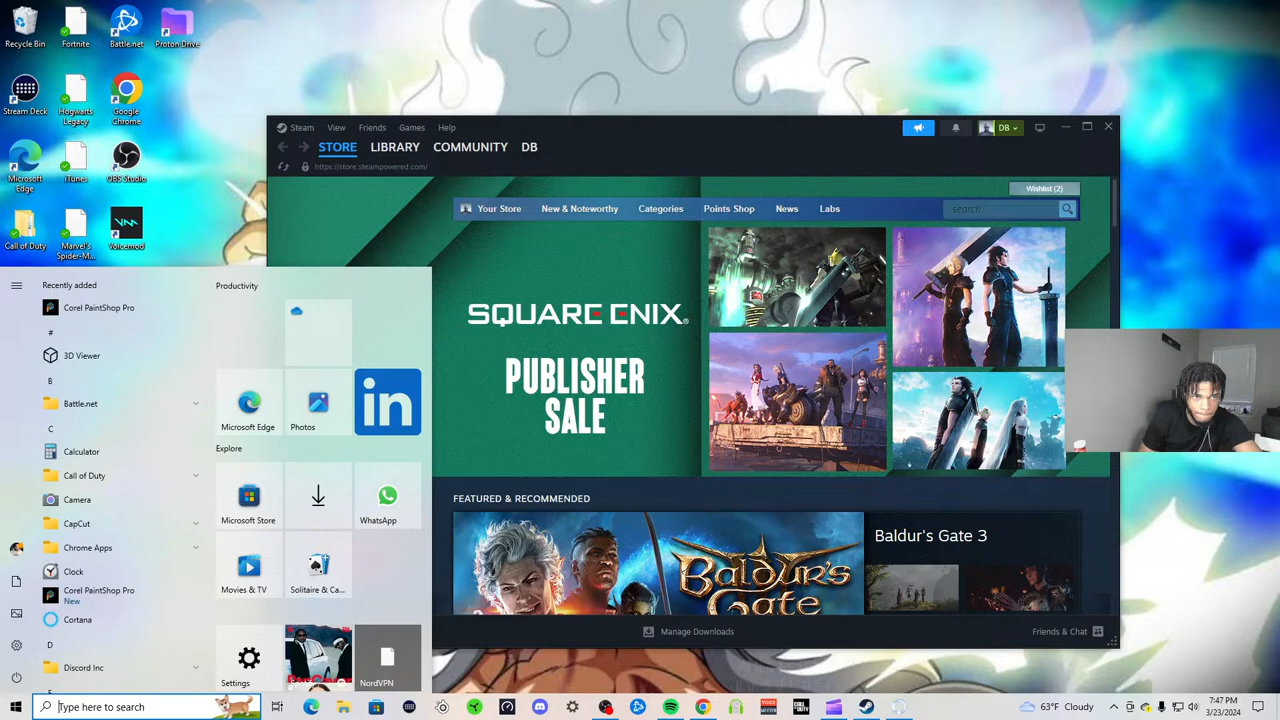 Recycle Bin
Fortnite
Battle.net
Proton Drive
Stream Deck
Hogwarts
Legacy
Google
Chrome
Microsoft
Edge
iTunes
OBS Studio
Call of Duty
Marvel's
Spider-M...
Voicemod
Steam View Friends Games Help
DB
STORE LIBRARY COMMUNITY DB
https://store.steampowered.com/
Wishlist (2)
Your Store New & Noteworthy Categories Points Shop News Labs
search
SQUARE ENIX®
PUBLISHER
SALE
FEATURED & RECOMMENDED
BALDUR'S
GATE
Baldur's Gate 3
Manage Downloads
Friends & Chat
Recently added
Corel PaintShop Pro
#
3D Viewer
B
Battle.net
C
Calculator
Call of Duty
Camera
CapCut
Chrome Apps
Clock
Corel PaintShop Pro
New
Cortana
D
Discord Inc
Productivity
Microsoft Edge
Photos
in
Explore
Microsoft Store
WhatsApp
Movies & TV
Solitaire & Ca...
Settings
NordVPN
Type here to search
63°F Cloudy
7:47 PM
3/23/2024